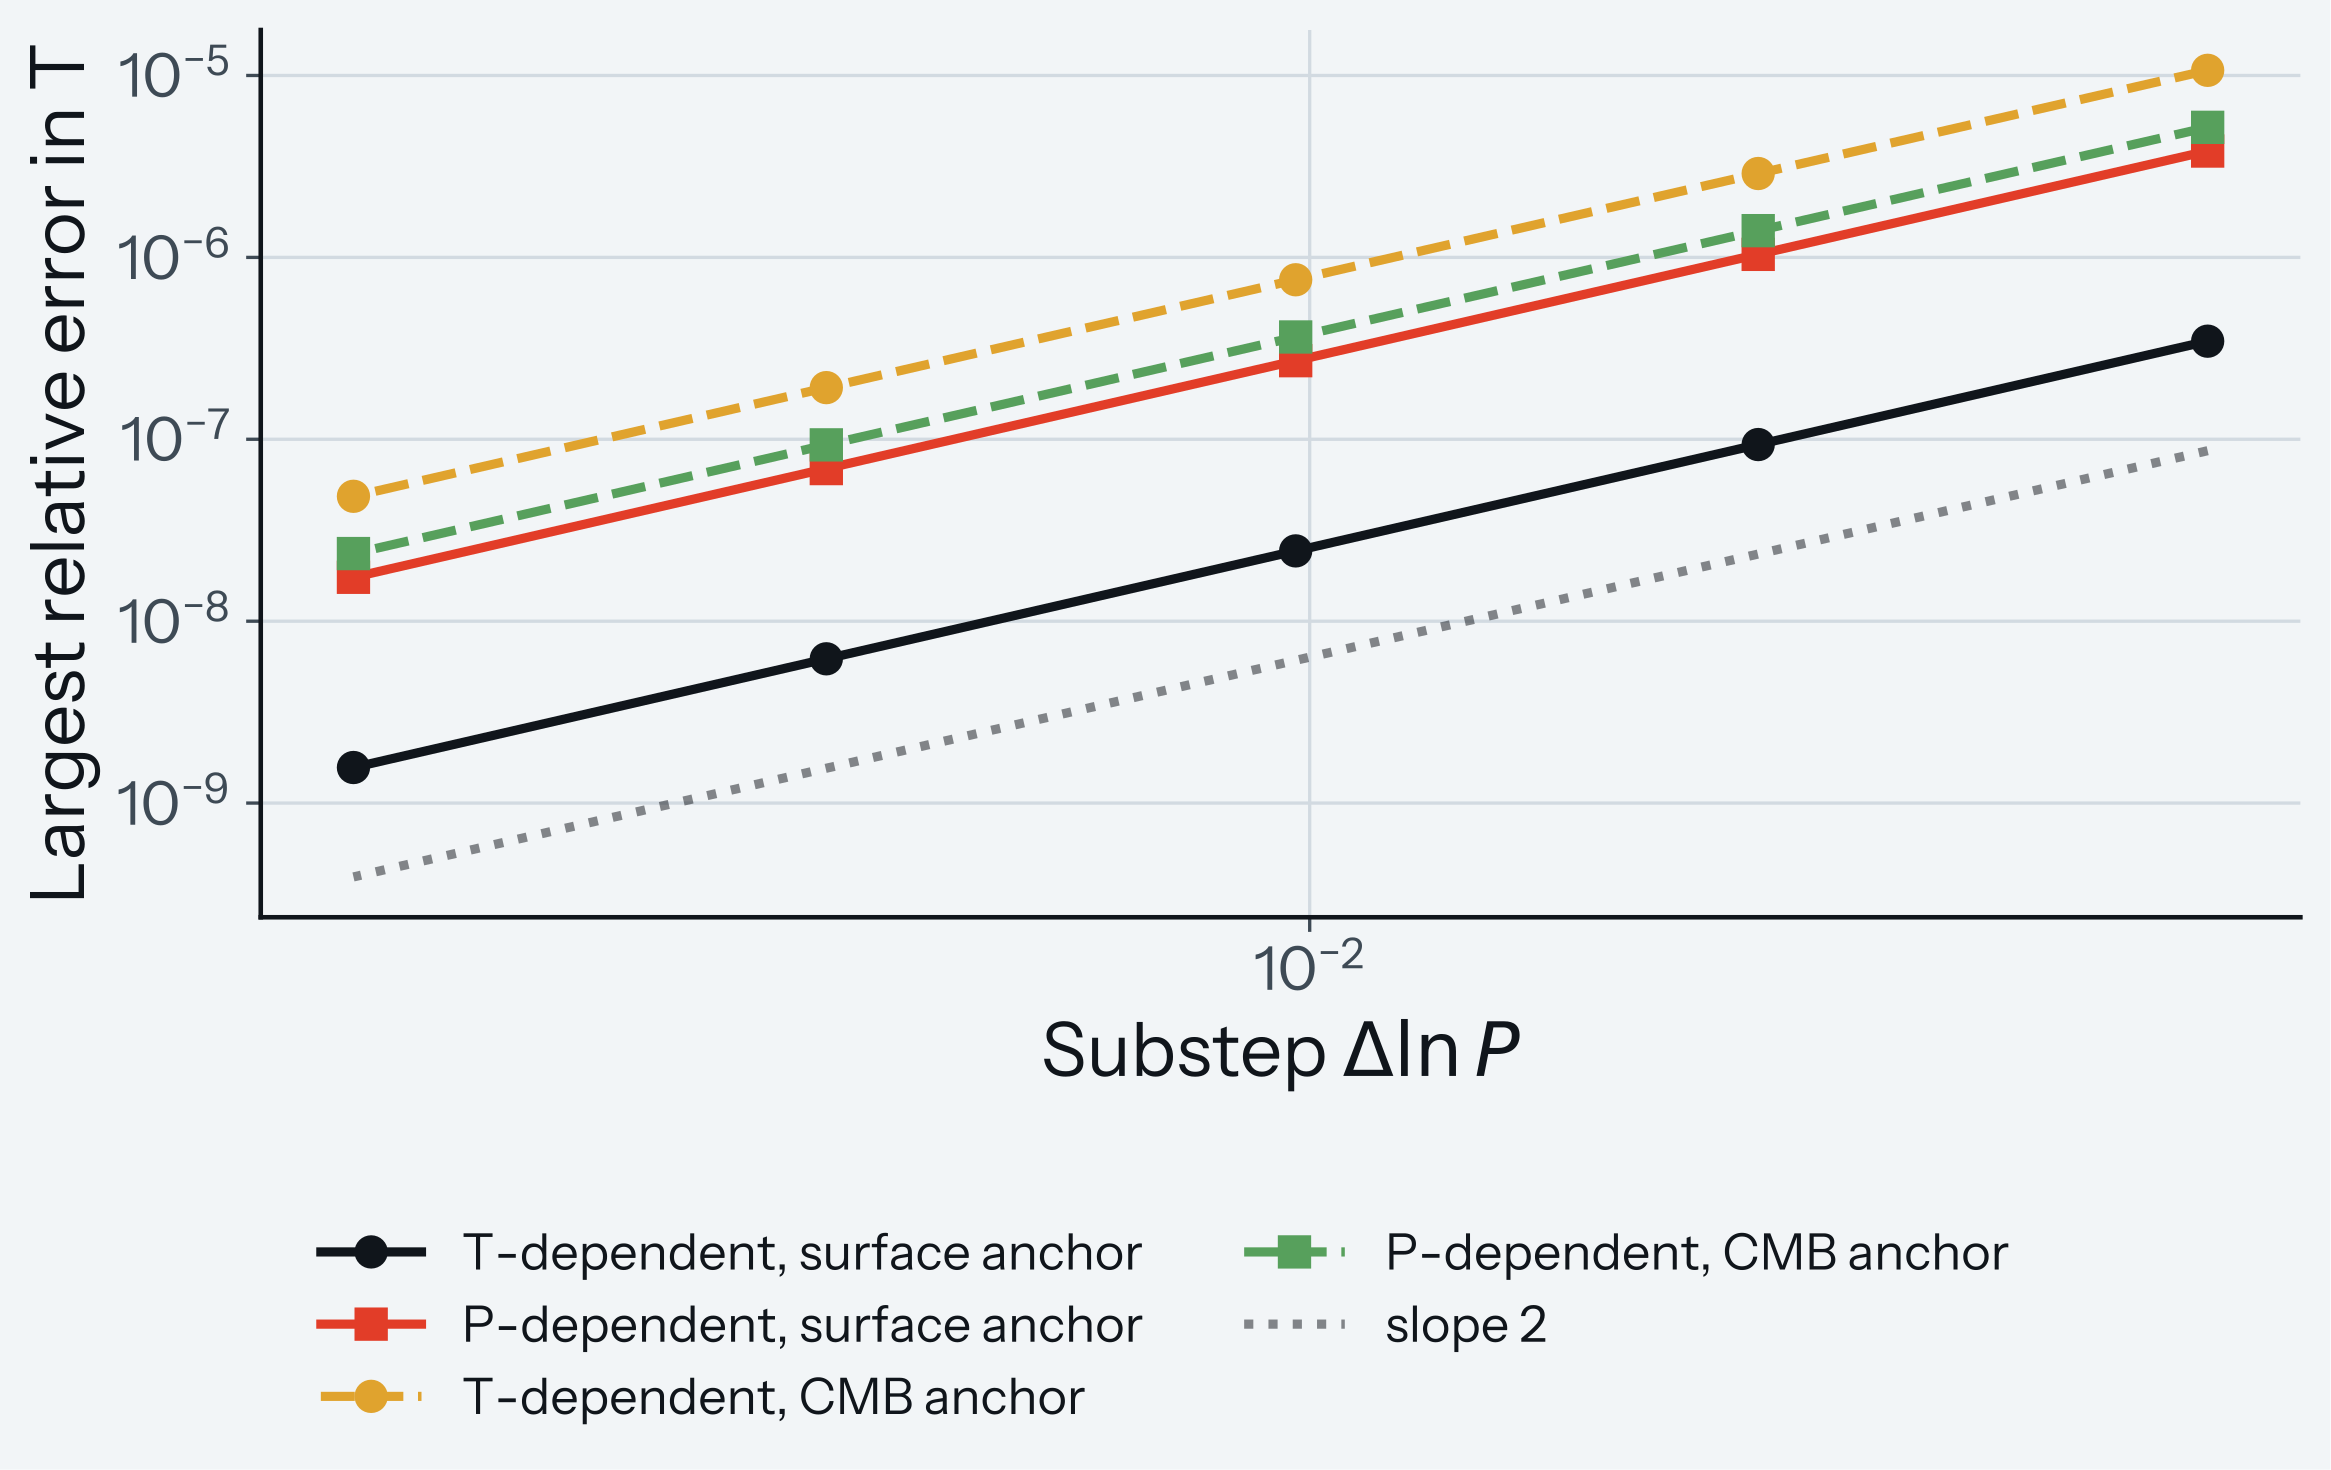 Largest relative error in T
10⁻⁵
10⁻⁶
10⁻⁷
10⁻⁸
10⁻⁹
10⁻²
Substep Δln P
T-dependent, surface anchor
P-dependent, surface anchor
T-dependent, CMB anchor
P-dependent, CMB anchor
slope 2